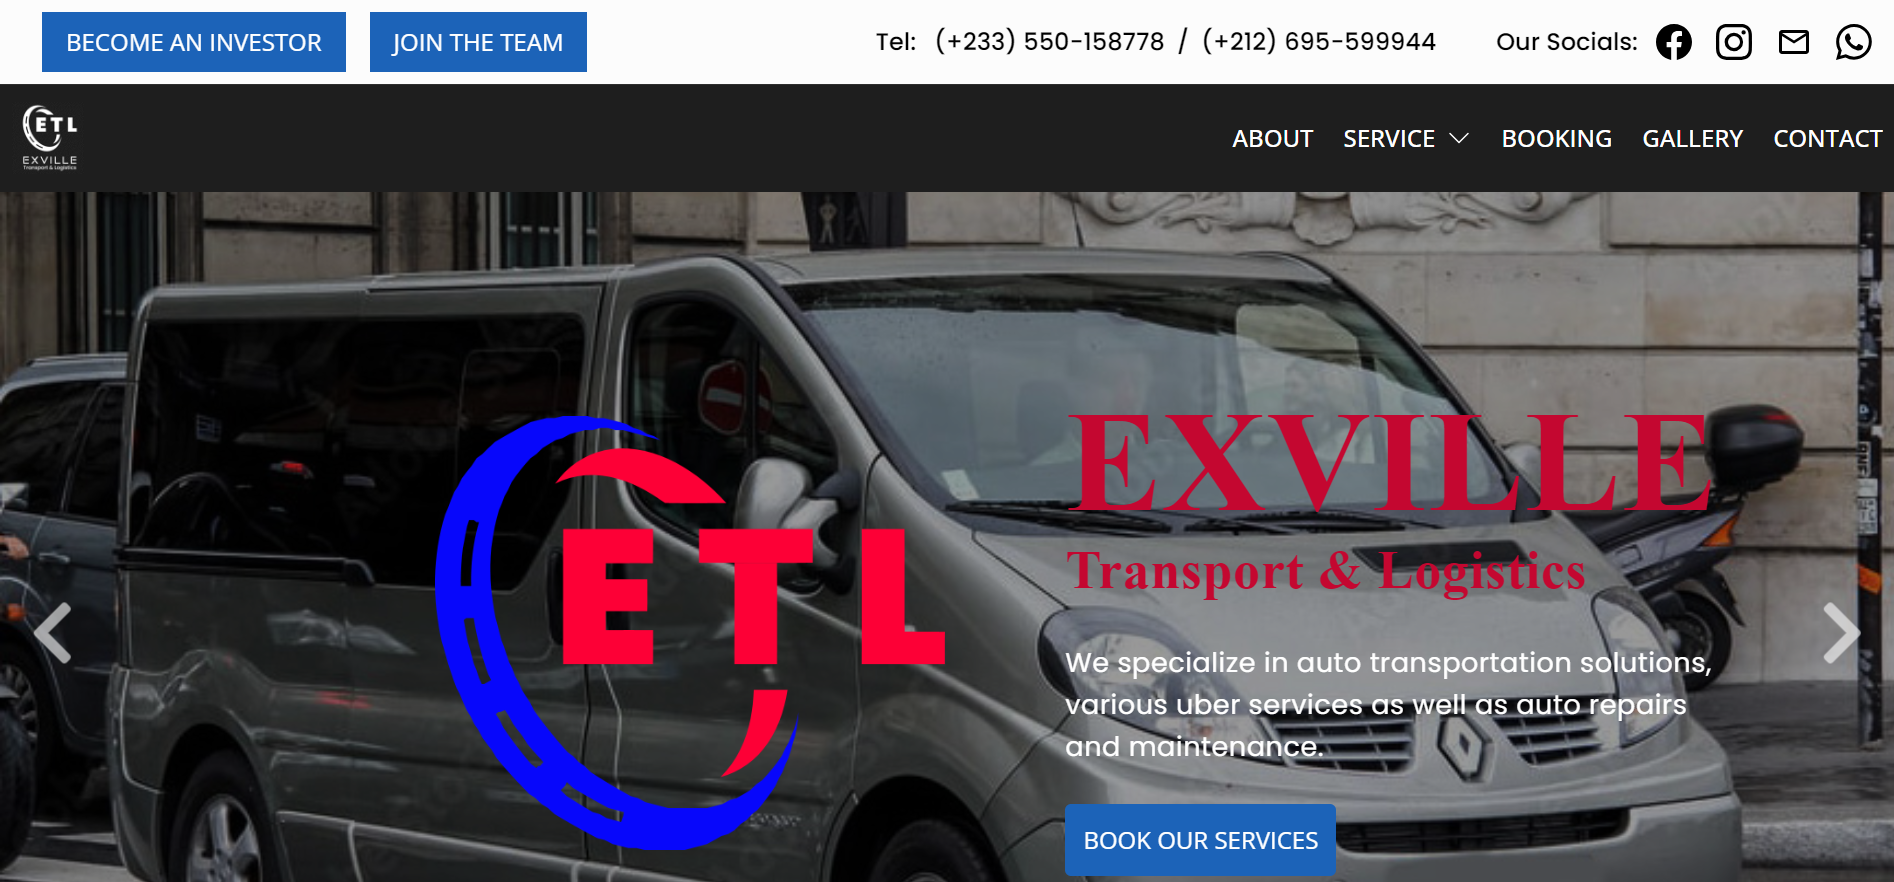 BECOME AN INVESTOR
JOIN THE TEAM
Tel: (+233) 550-158778 / (+212) 695-599944
Our Socials:
ETL
EXVILLE
Transport & Logistics
ABOUT
SERVICE
BOOKING
GALLERY
CONTACT
ETL
EXVILLE
Transport & Logistics
We specialize in auto transportation solutions,
various uber services as well as auto repairs
and maintenance.
BOOK OUR SERVICES